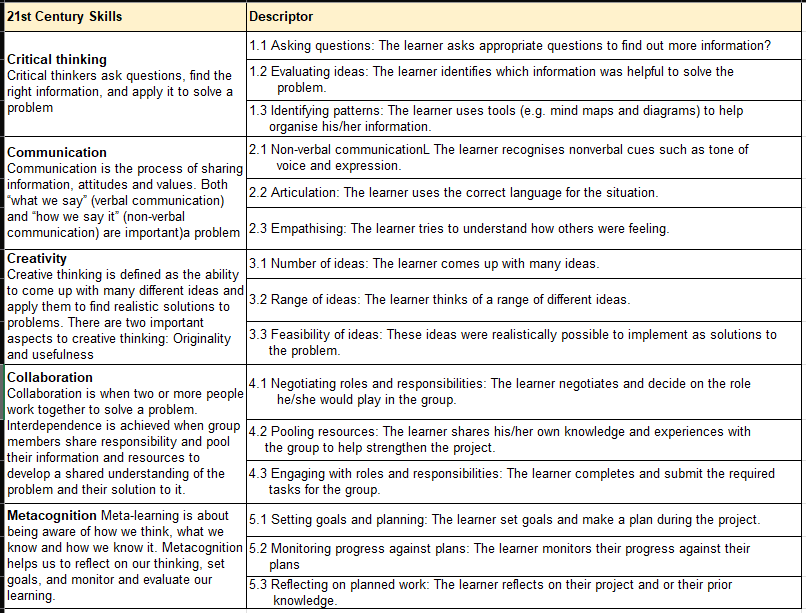 21st Century Skills
Descriptor
Critical thinking
Critical thinkers ask questions, find the
right information, and apply it to solve a
problem
1.1 Asking questions: The learner asks appropriate questions to find out more information?
1.2 Evaluating ideas: The learner identifies which information was helpful to solve the
problem.
1.3 Identifying patterns: The learner uses tools (e.g. mind maps and diagrams) to help
organise his/her information.
Communication
Communication is the process of sharing
information, attitudes and values. Both
“what we say” (verbal communication)
and “how we say it” (non-verbal
communication) are important)a problem
2.1 Non-verbal communicationL The learner recognises nonverbal cues such as tone of
voice and expression.
2.2 Articulation: The learner uses the correct language for the situation.
2.3 Empathising: The learner tries to understand how others were feeling.
Creativity
Creative thinking is defined as the ability
to come up with many different ideas and
apply them to find realistic solutions to
problems. There are two important
aspects to creative thinking: Originality
and usefulness
3.1 Number of ideas: The learner comes up with many ideas.
3.2 Range of ideas: The learner thinks of a range of different ideas.
3.3 Feasibility of ideas: These ideas were realistically possible to implement as solutions to
the problem.
Collaboration
Collaboration is when two or more people
work together to solve a problem.
Interdependence is achieved when group
members share responsibility and pool
their information and resources to
develop a shared understanding of the
problem and their solution to it.
4.1 Negotiating roles and responsibilities: The learner negotiates and decide on the role
he/she would play in the group.
4.2 Pooling resources: The learner shares his/her own knowledge and experiences with
the group to help strengthen the project.
4.3 Engaging with roles and responsibilities: The learner completes and submit the required
tasks for the group.
Metacognition Meta-learning is about
being aware of how we think, what we
know and how we know it. Metacognition
helps us to reflect on our thinking, set
goals, and monitor and evaluate our
learning.
5.1 Setting goals and planning: The learner set goals and make a plan during the project.
5.2 Monitoring progress against plans: The learner monitors their progress against their
plans
5.3 Reflecting on planned work: The learner reflects on their project and or their prior
knowledge.